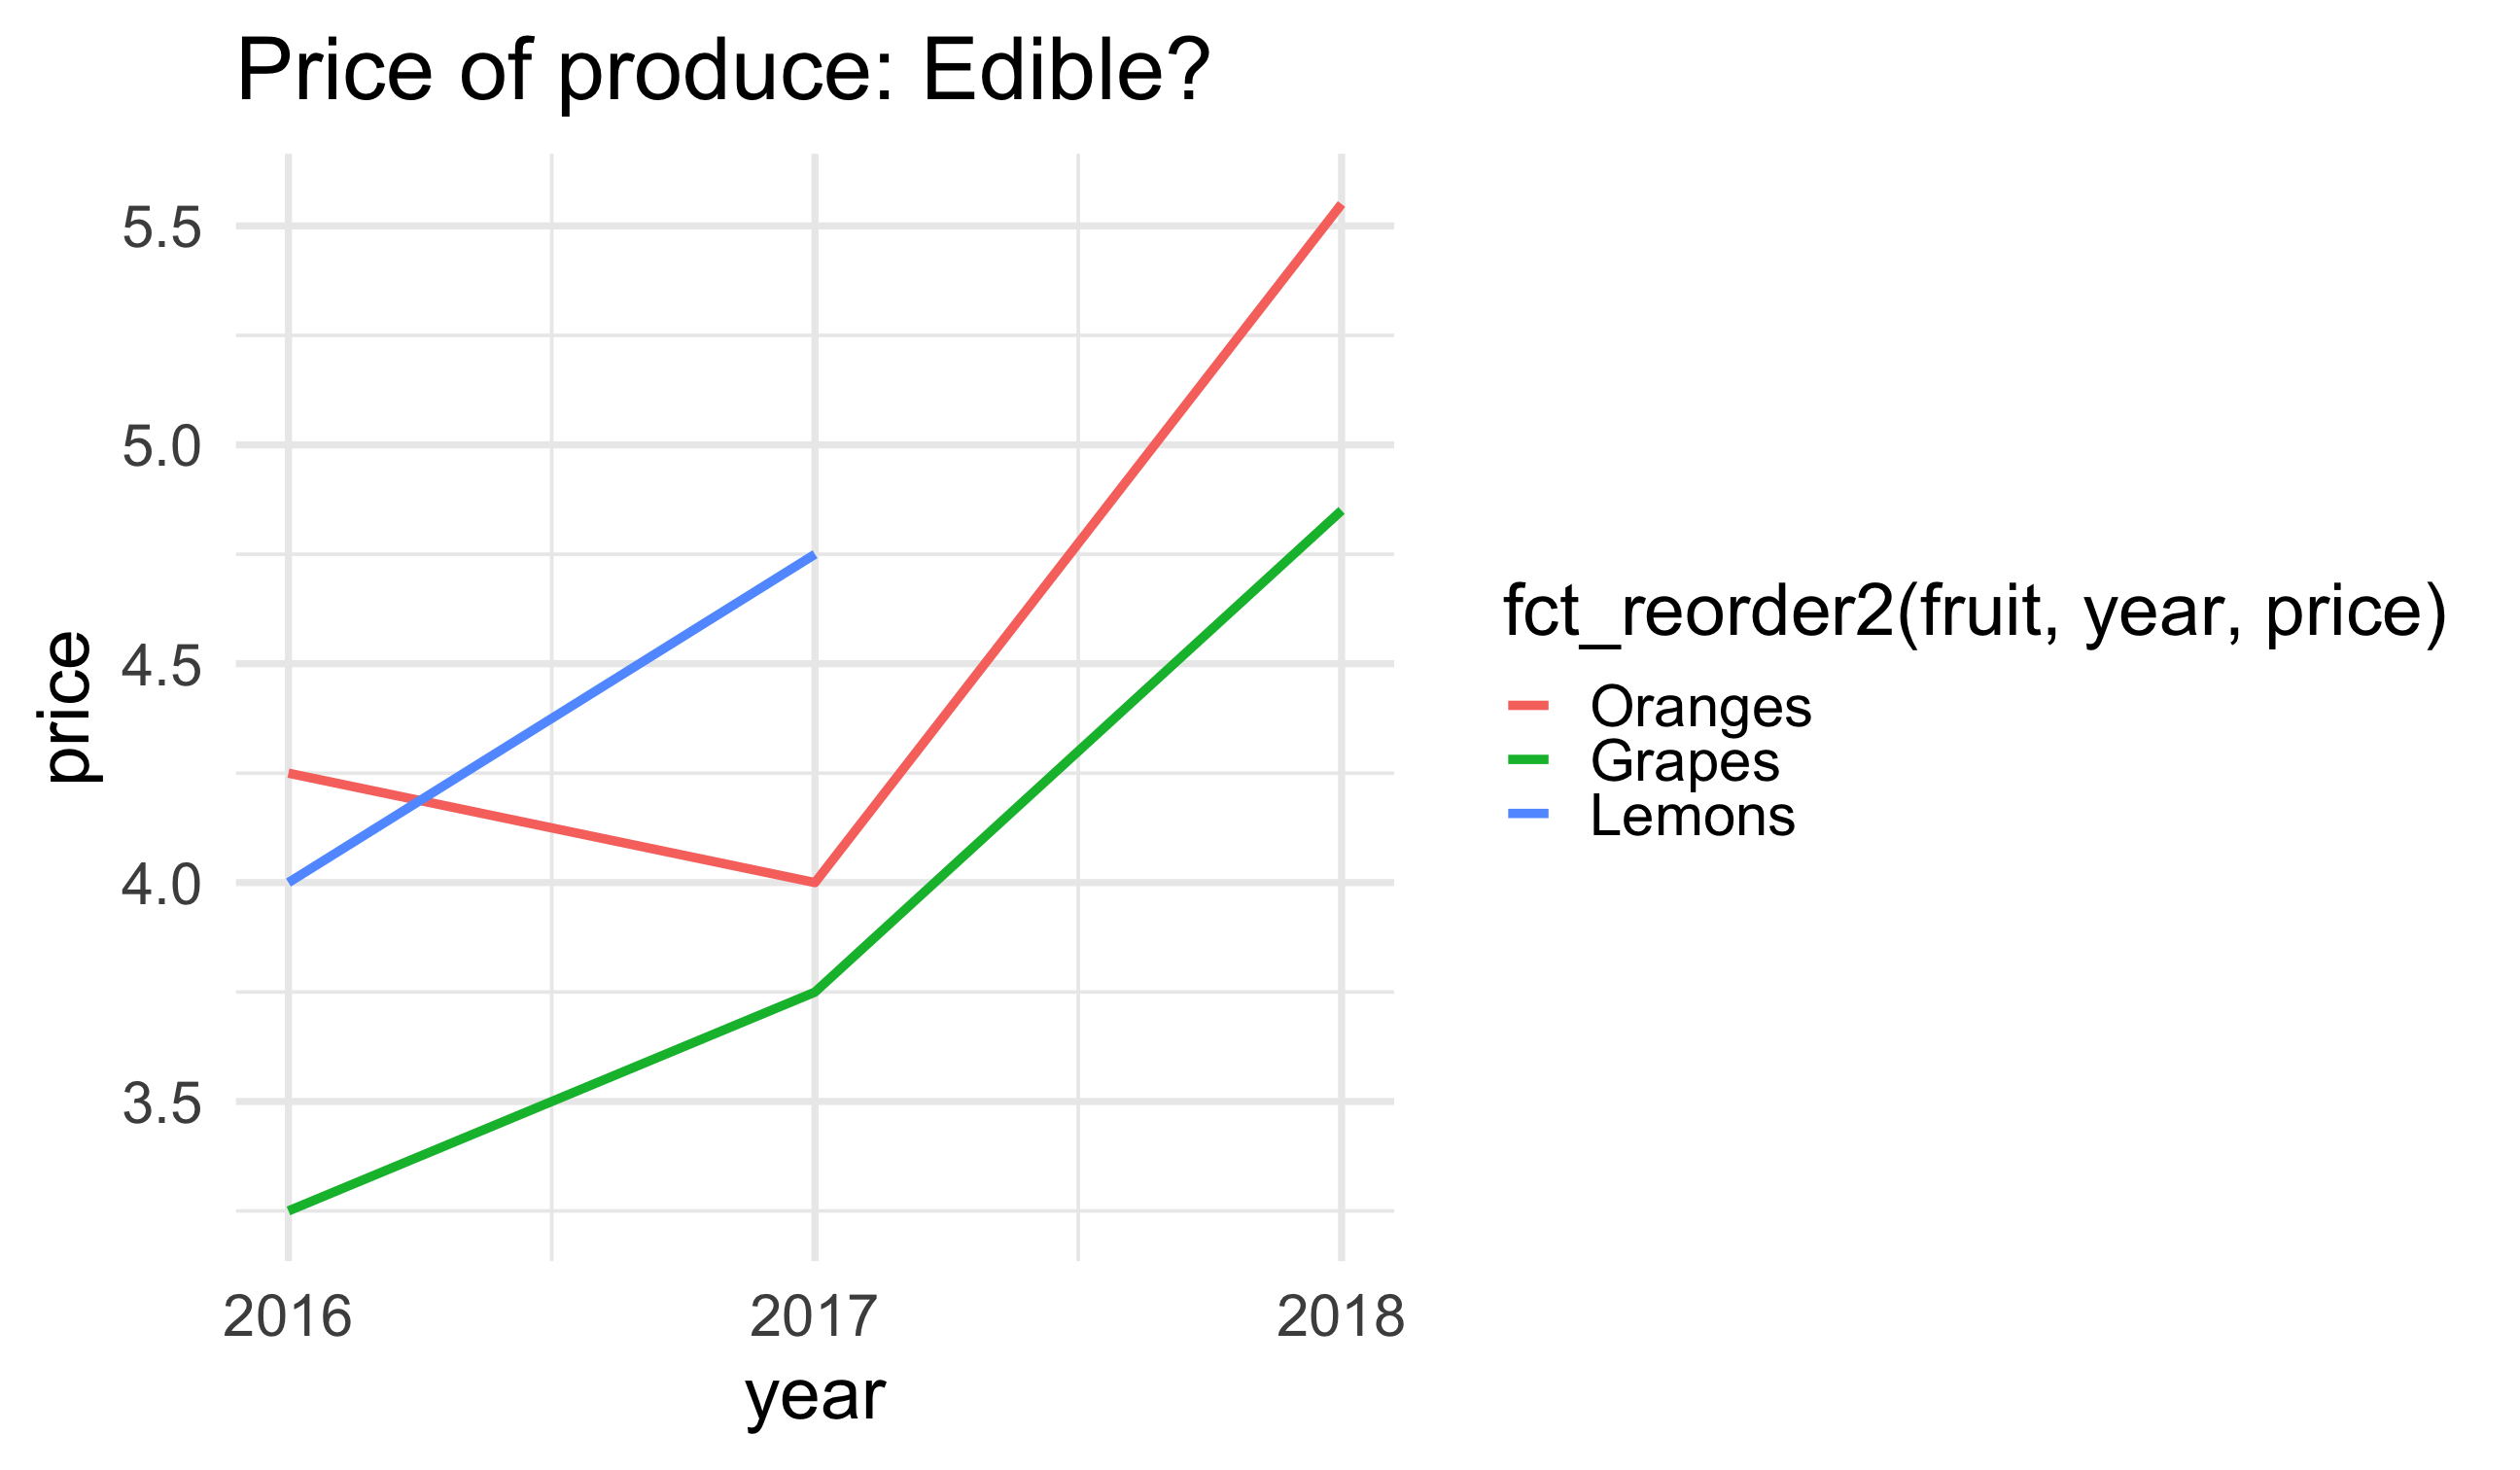 Price of produce: Edible?
5.5
5.0
4.5
4.0
3.5
price
2016 2017 2018
year
fct_reorder2(fruit, year, price)
Oranges
Grapes
Lemons